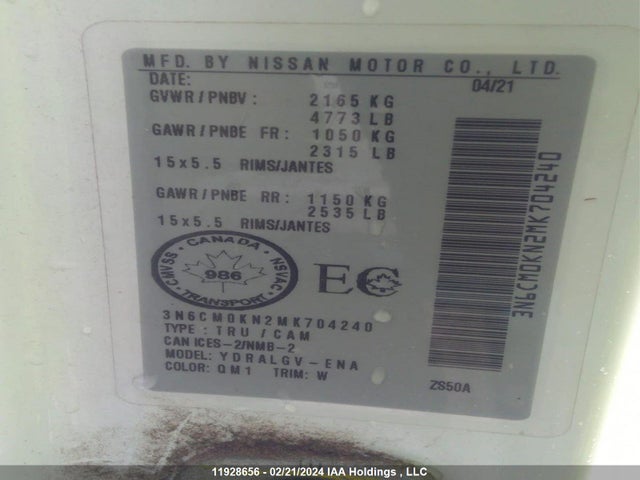 MFD. BY NISSAN MOTOR CO., LTD.
DATE: 04/21
GVWR/PNBV: 2165 KG
4773 LB
GAWR/PNBE FR: 1050 KG
2315 LB
15x5.5 RIMS/JANTES
GAWR/PNBE RR: 1150 KG
2535 LB
15x5.5 RIMS/JANTES
CANADA
CMVSS 986 NSVAC
TRANSPORT
EC
3N6CM0KN2MK704240
TYPE: TRU/CAM
CAN ICES-2/NMB-2
MODEL: YDRALGV-ENA
COLOR: QM1 TRIM: W
ZS50A
3N6CM0KN2MK704240
11928656 - 02/21/2024 IAA Holdings , LLC